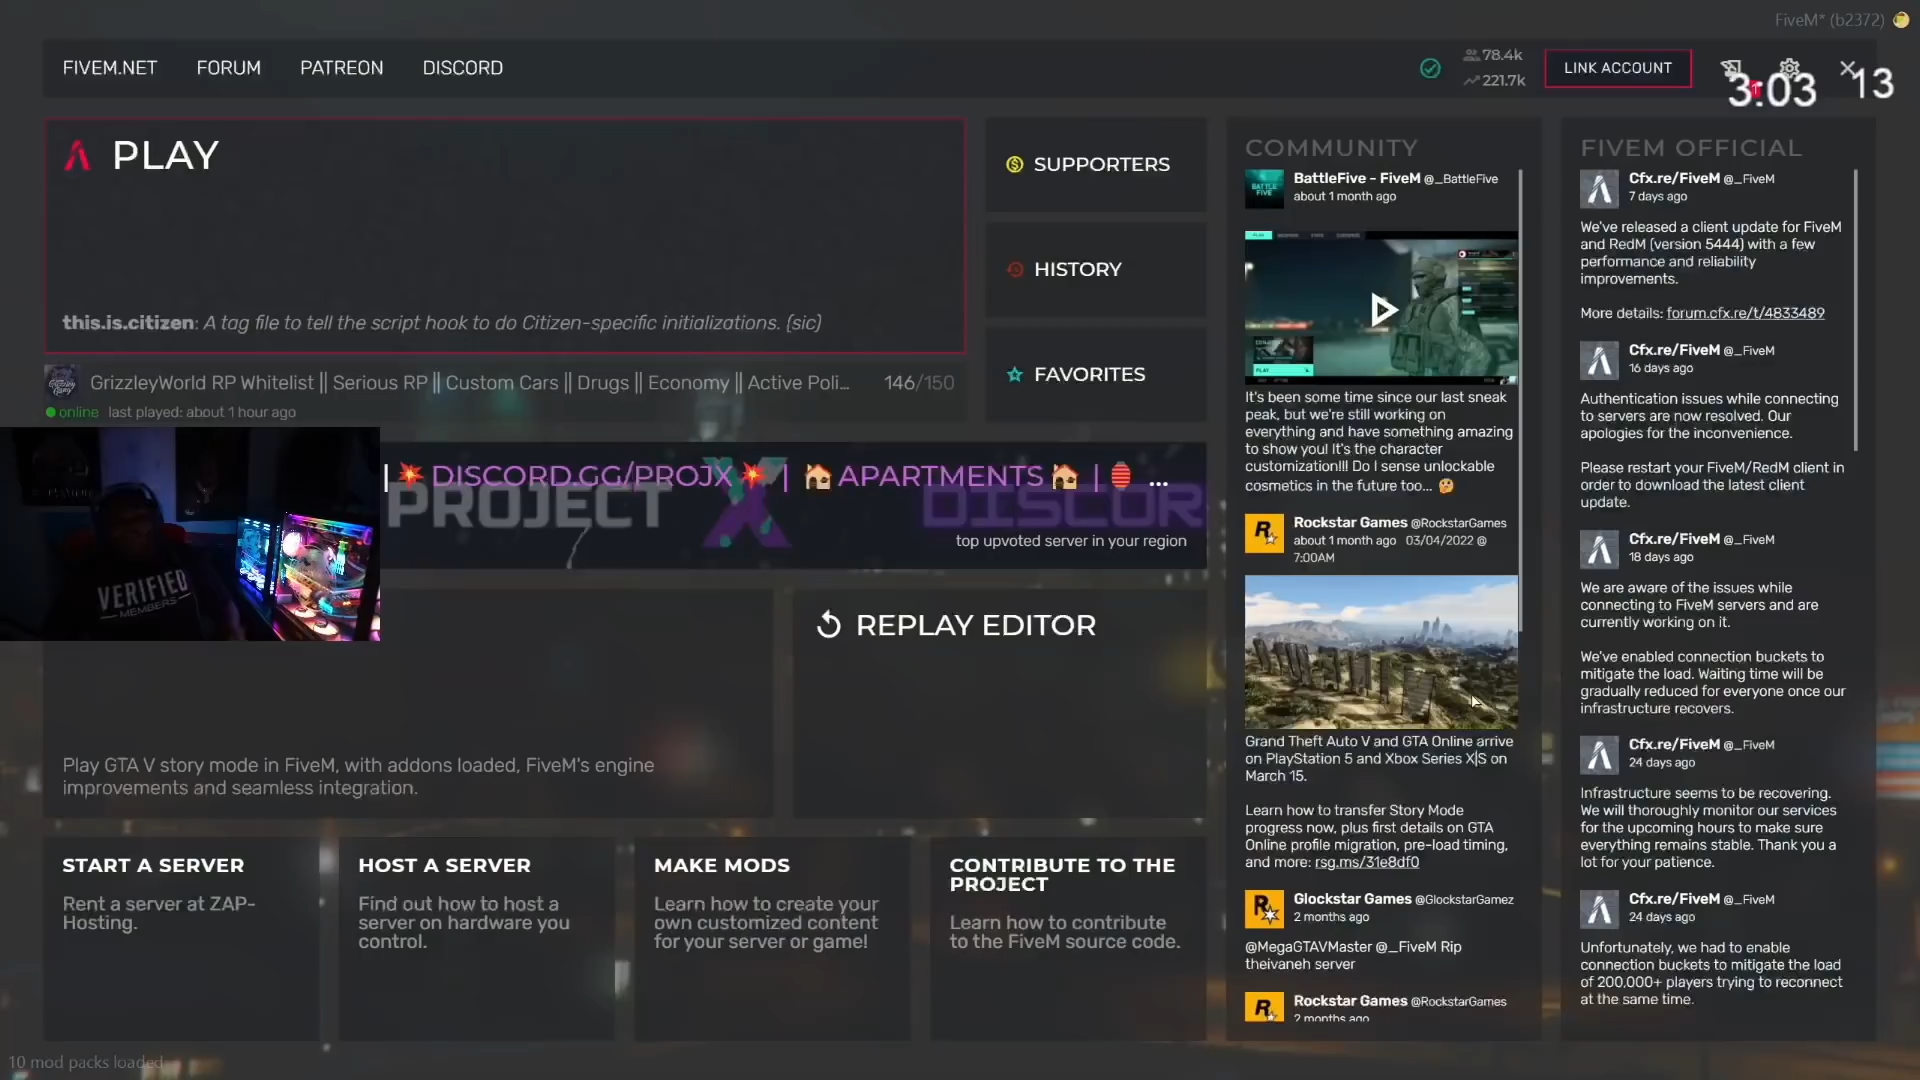 FiveM* (b2372)
FIVEM.NET
FORUM
PATREON
DISCORD
78.4k
221.7k
LINK ACCOUNT
3:03
13
PLAY
this.is.citizen: A tag file to tell the script hook to do Citizen-specific initializations. (sic)
GrizzleyWorld RP Whitelist || Serious RP || Custom Cars || Drugs || Economy || Active Poli...
146/150
online last played: about 1 hour ago
SUPPORTERS
HISTORY
FAVORITES
| 💥 DISCORD.GG/PROJX 💥 | 🏠 APARTMENTS 🏠 | 🏮 ...
PROJECT X DISCOR
top upvoted server in your region
VERIFIED
MEMBERS
Play GTA V story mode in FiveM, with addons loaded, FiveM's engine
improvements and seamless integration.
REPLAY EDITOR
START A SERVER
Rent a server at ZAP-
Hosting.
HOST A SERVER
Find out how to host a
server on hardware you
control.
MAKE MODS
Learn how to create your
own customized content
for your server or game!
CONTRIBUTE TO THE
PROJECT
Learn how to contribute
to the FiveM source code.
10 mod packs loaded
COMMUNITY
BATTLE
FIVE
BattleFive - FiveM @_BattleFive
about 1 month ago
PLAY
It's been some time since our last sneak
peak, but we're still working on
everything and have something amazing
to show you! It's the character
customization!!! Do I sense unlockable
cosmetics in the future too... 🤔
Rockstar Games @RockstarGames
about 1 month ago 03/04/2022 @
7:00AM
Grand Theft Auto V and GTA Online arrive
on PlayStation 5 and Xbox Series X|S on
March 15.
Learn how to transfer Story Mode
progress now, plus first details on GTA
Online profile migration, pre-load timing,
and more: rsg.ms/31e8df0
Glockstar Games @GlockstarGamez
2 months ago
@MegaGTAVMaster @_FiveM Rip
theivaneh server
Rockstar Games @RockstarGames
2 months ago
FIVEM OFFICIAL
Cfx.re/FiveM @_FiveM
7 days ago
We've released a client update for FiveM
and RedM (version 5444) with a few
performance and reliability
improvements.
More details: forum.cfx.re/t/4833489
Cfx.re/FiveM @_FiveM
16 days ago
Authentication issues while connecting
to servers are now resolved. Our
apologies for the inconvenience.
Please restart your FiveM/RedM client in
order to download the latest client
update.
Cfx.re/FiveM @_FiveM
18 days ago
We are aware of the issues while
connecting to FiveM servers and are
currently working on it.
We've enabled connection buckets to
mitigate the load. Waiting time will be
gradually reduced for everyone once our
infrastructure recovers.
Cfx.re/FiveM @_FiveM
24 days ago
Infrastructure seems to be recovering.
We will thoroughly monitor our services
for the upcoming hours to make sure
everything remains stable. Thank you a
lot for your patience.
Cfx.re/FiveM @_FiveM
24 days ago
Unfortunately, we had to enable
connection buckets to mitigate the load
of 200,000+ players trying to reconnect
at the same time.